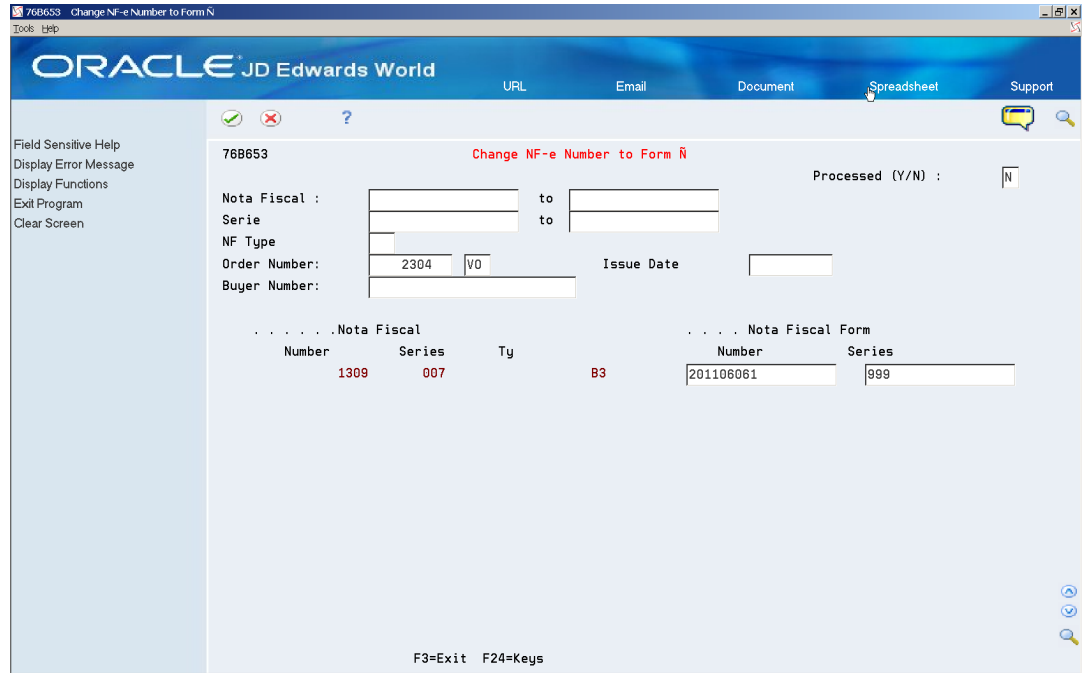 76B653 Change NF-e Number to Form Ñ
Tools Help
ORACLE JD Edwards World
URL Email Document Spreadsheet Support
?
Field Sensitive Help
Display Error Message
Display Functions
Exit Program
Clear Screen
76B653 Change NF-e Number to Form Ñ
Processed (Y/N) : N
Nota Fiscal : to
Serie to
NF Type
Order Number: 2304 VO Issue Date
Buyer Number:
. . . . . .Nota Fiscal . . . . Nota Fiscal Form
Number Series Ty Number Series
1309 007 B3 201106061 999
F3=Exit F24=Keys